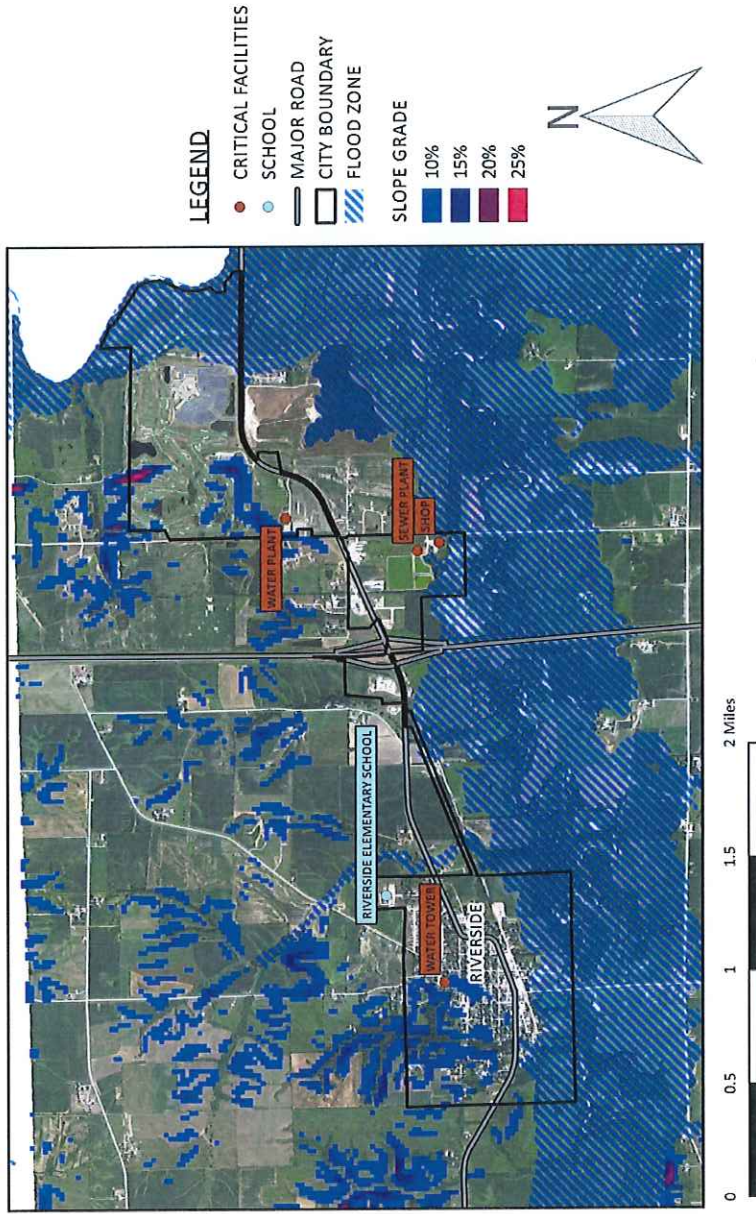 LEGEND
CRITICAL FACILITIES
SCHOOL
MAJOR ROAD
CITY BOUNDARY
FLOOD ZONE
SLOPE GRADE
10%
15%
20%
25%
N
WATER PLANT
SEWER PLANT
SHOP
RIVERSIDE ELEMENTARY SCHOOL
WATER TOWER
RIVERSIDE
0
0.5
1
1.5
2 Miles